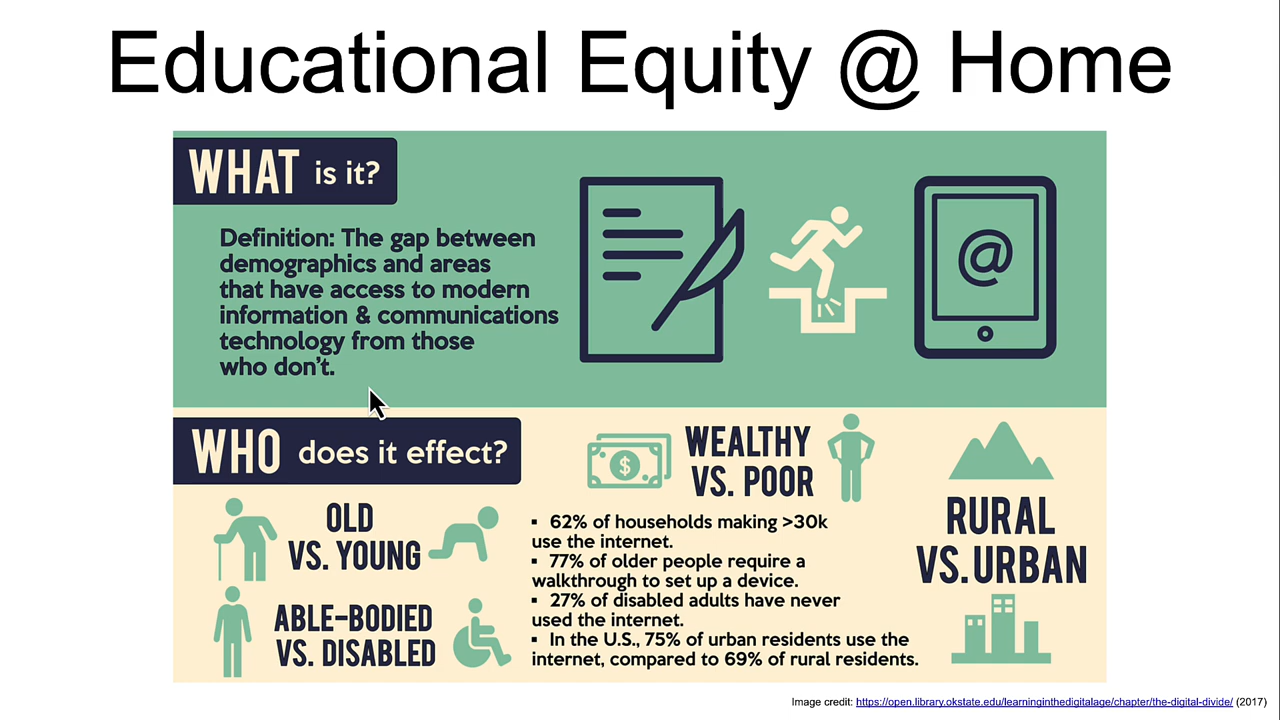 Educational Equity @ Home
WHAT is it?
Definition: The gap between
demographics and areas
that have access to modern
information & communications
technology from those
who don't.
@
WHO does it effect?
OLD
VS. YOUNG
ABLE-BODIED
VS. DISABLED
$
WEALTHY
VS. POOR
▪ 62% of households making >30k
use the internet.
▪ 77% of older people require a
walkthrough to set up a device.
▪ 27% of disabled adults have never
used the internet.
▪ In the U.S., 75% of urban residents use the
internet, compared to 69% of rural residents.
RURAL
VS. URBAN
Image credit: https://open.library.okstate.edu/learninginthedigitalage/chapter/the-digital-divide/ (2017)